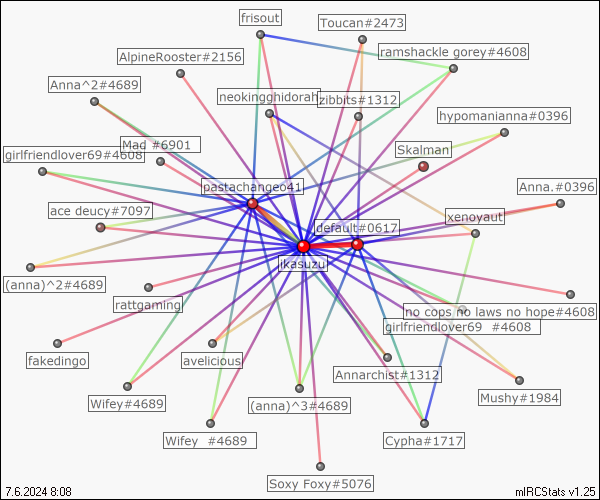 frisout
Toucan#2473
AlpineRooster#2156
ramshackle gorey#4608
Anna^2#4689
neokingghidorah
zibbits#1312
hypomanianna#0396
Mad #6901
girlfriendlover69#4608
Skalman
pastachangeo41
Anna.#0396
ace deucy#7097
xenoyaut
default#0617
ikasuzu
(anna)^2#4689
rattgaming
no cops no laws no hope#4608
girlfriendlover69 #4608
fakedingo
avelicious
Annarchist#1312
Mushy#1984
Wifey#4689
(anna)^3#4689
Wifey #4689
Cypha#1717
Soxy Foxy#5076
7.6.2024 8:08
mIRCStats v1.25